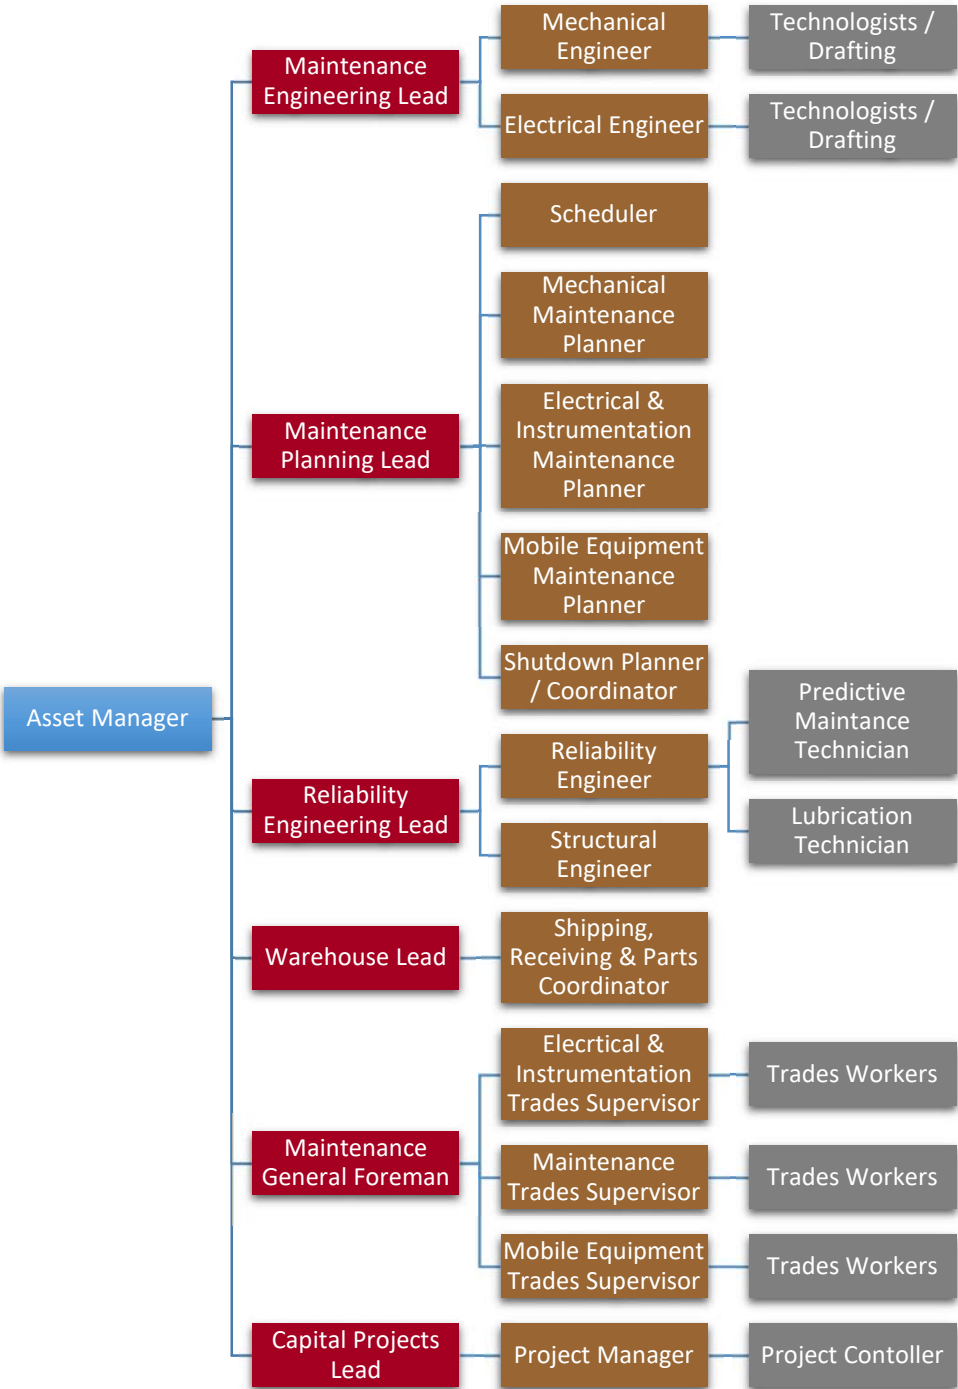 Mechanical
Engineer
Technologists /
Drafting
Maintenance
Engineering Lead
Electrical Engineer
Technologists /
Drafting
Scheduler
Mechanical
Maintenance
Planner
Maintenance
Planning Lead
Electrical &
Instrumentation
Maintenance
Planner
Mobile Equipment
Maintenance
Planner
Shutdown Planner
/ Coordinator
Asset Manager
Reliability
Engineering Lead
Reliability
Engineer
Predictive
Maintance
Technician
Lubrication
Technician
Structural
Engineer
Warehouse Lead
Shipping,
Receiving & Parts
Coordinator
Maintenance
General Foreman
Elecrtical &
Instrumentation
Trades Supervisor
Trades Workers
Maintenance
Trades Supervisor
Trades Workers
Mobile Equipment
Trades Supervisor
Trades Workers
Capital Projects
Lead
Project Manager
Project Contoller